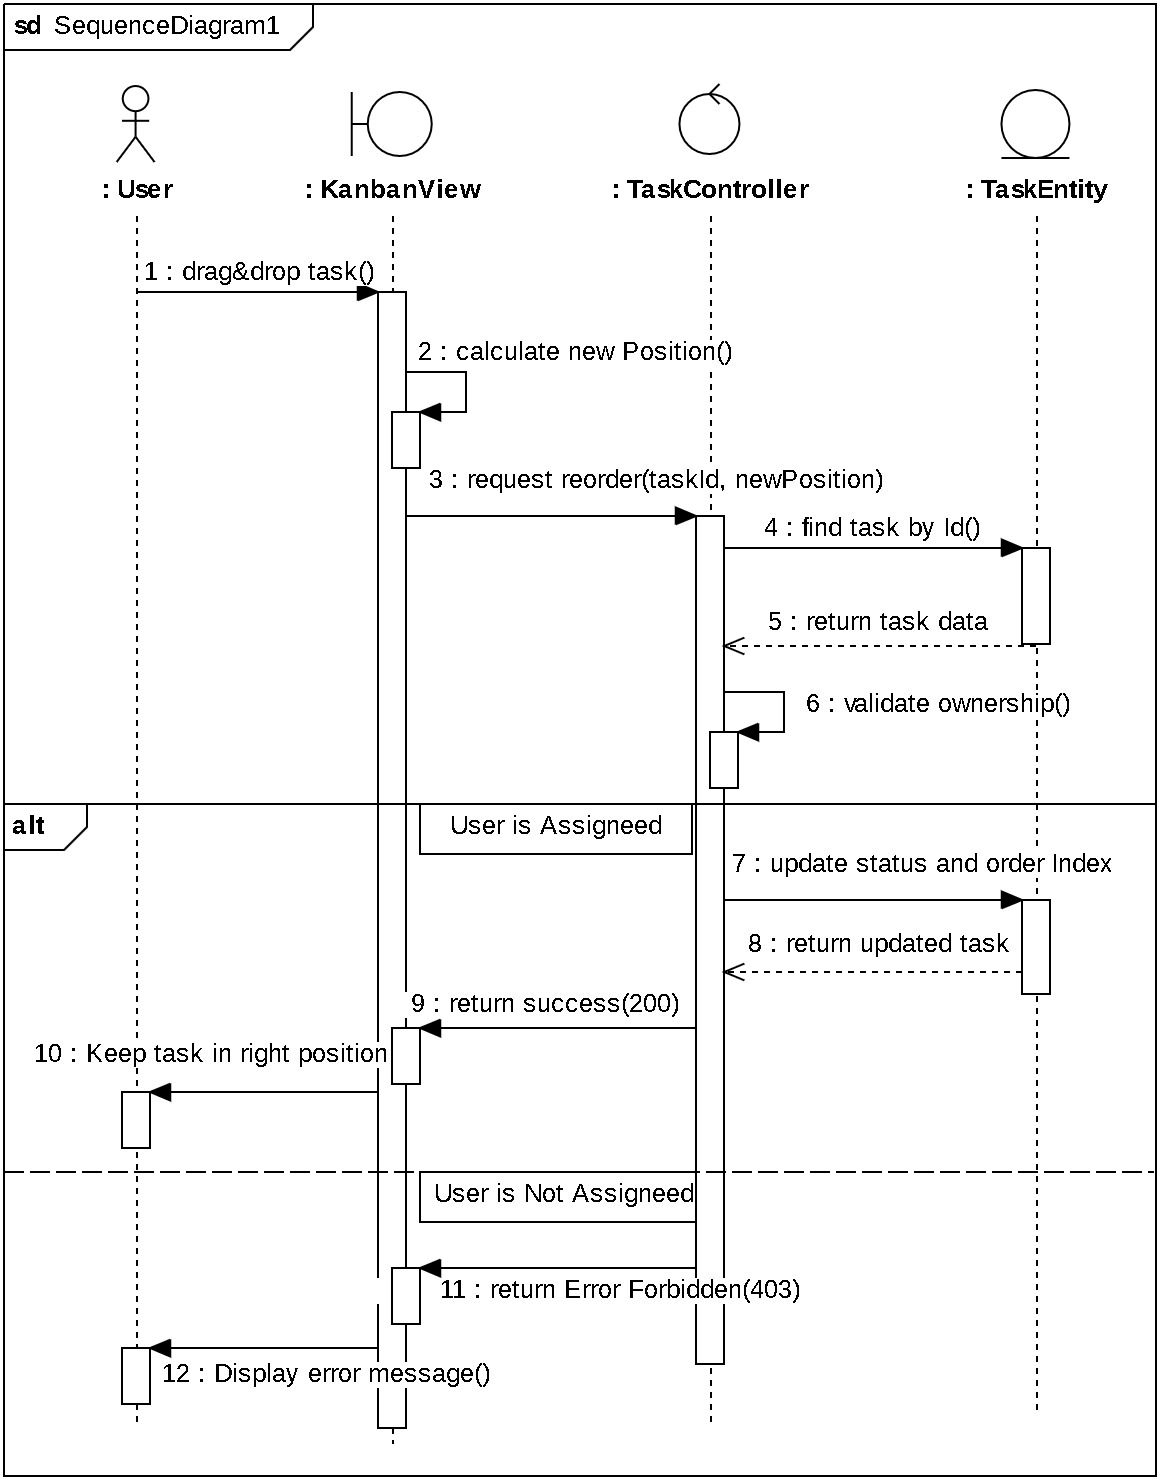 sd SequenceDiagram1
: User
: KanbanView
: TaskController
: TaskEntity
1 : drag&drop task()
2 : calculate new Position()
3 : request reorder(taskId, newPosition)
4 : find task by Id()
5 : return task data
6 : validate ownership()
alt
User is Assigneed
7 : update status and order Index
8 : return updated task
9 : return success(200)
10 : Keep task in right position
User is Not Assigneed
11 : return Error Forbidden(403)
12 : Display error message()